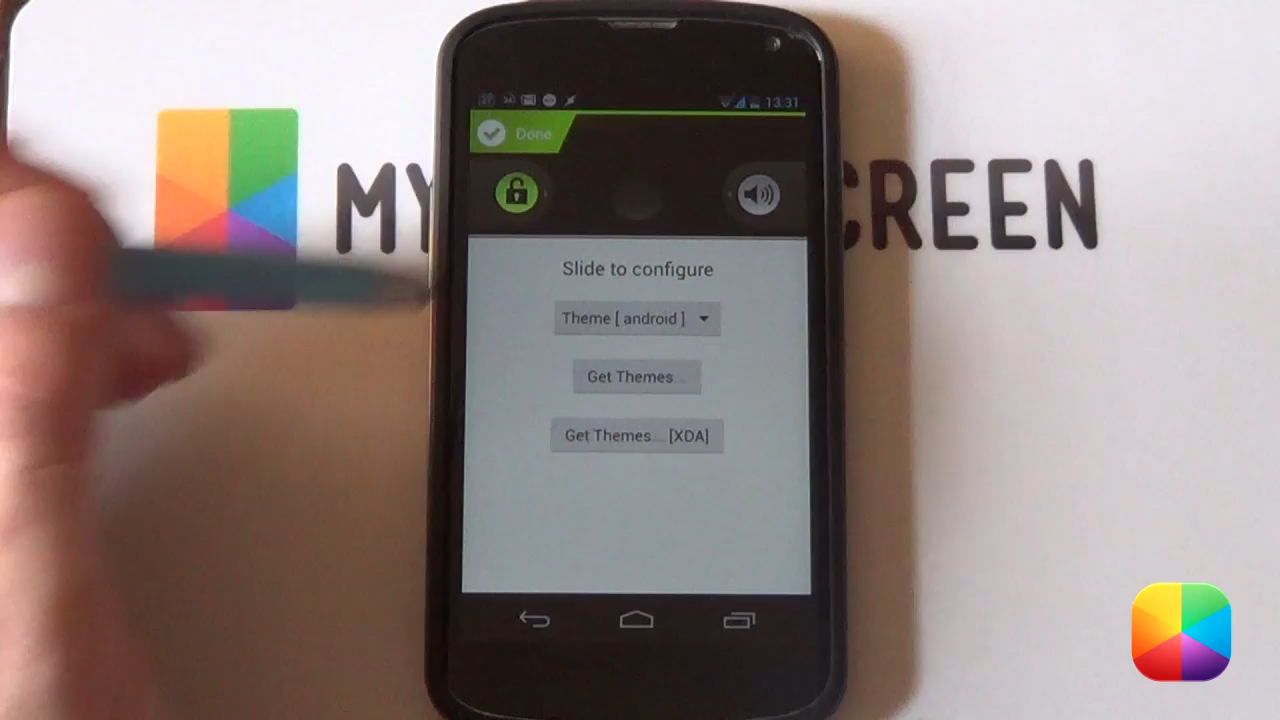 13:31
Done
MY CREEN
Slide to configure
Theme [ android ]
Get Themes...
Get Themes... [XDA]